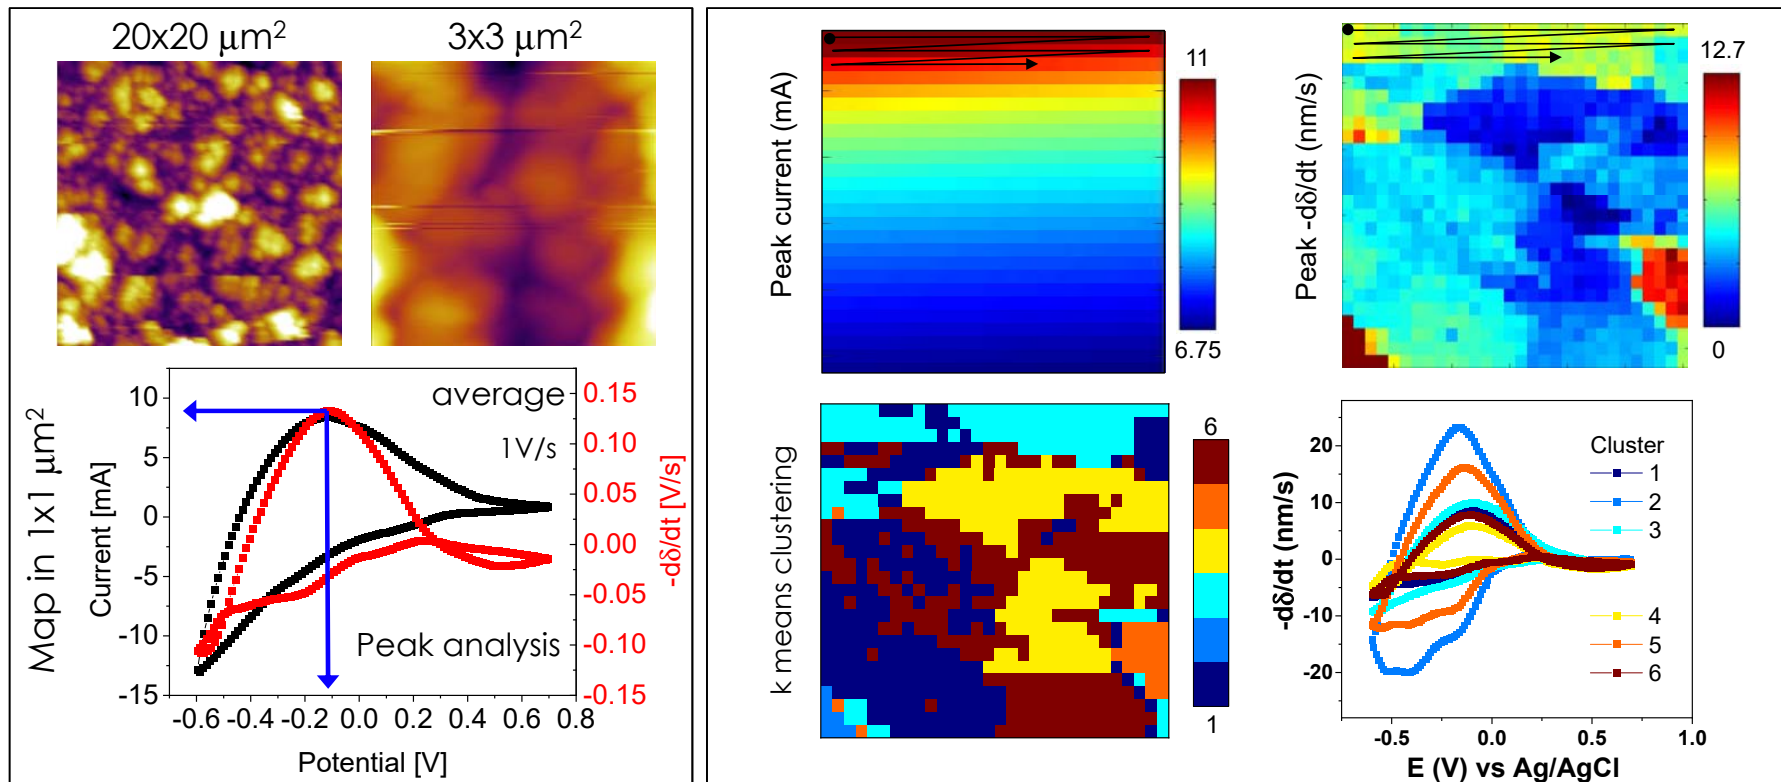 20x20 μm²
3x3 μm²
Map in 1x1 μm²
Current [mA]
10
5
0
-5
-10
-15
average
1V/s
Peak analysis
0.15
0.10
0.05
0.00
-0.05
-0.10
-0.15
-dδ/dt [V/s]
-0.6
-0.4
-0.2
0.0
0.2
0.4
0.6
0.8
Potential [V]
Peak current (mA)
11
6.75
Peak -dδ/dt (nm/s)
12.7
0
k means clustering
6
1
-dδ/dt (nm/s)
20
10
0
-10
-20
Cluster
1
2
3
4
5
6
-0.5
0.0
0.5
1.0
E (V) vs Ag/AgCl